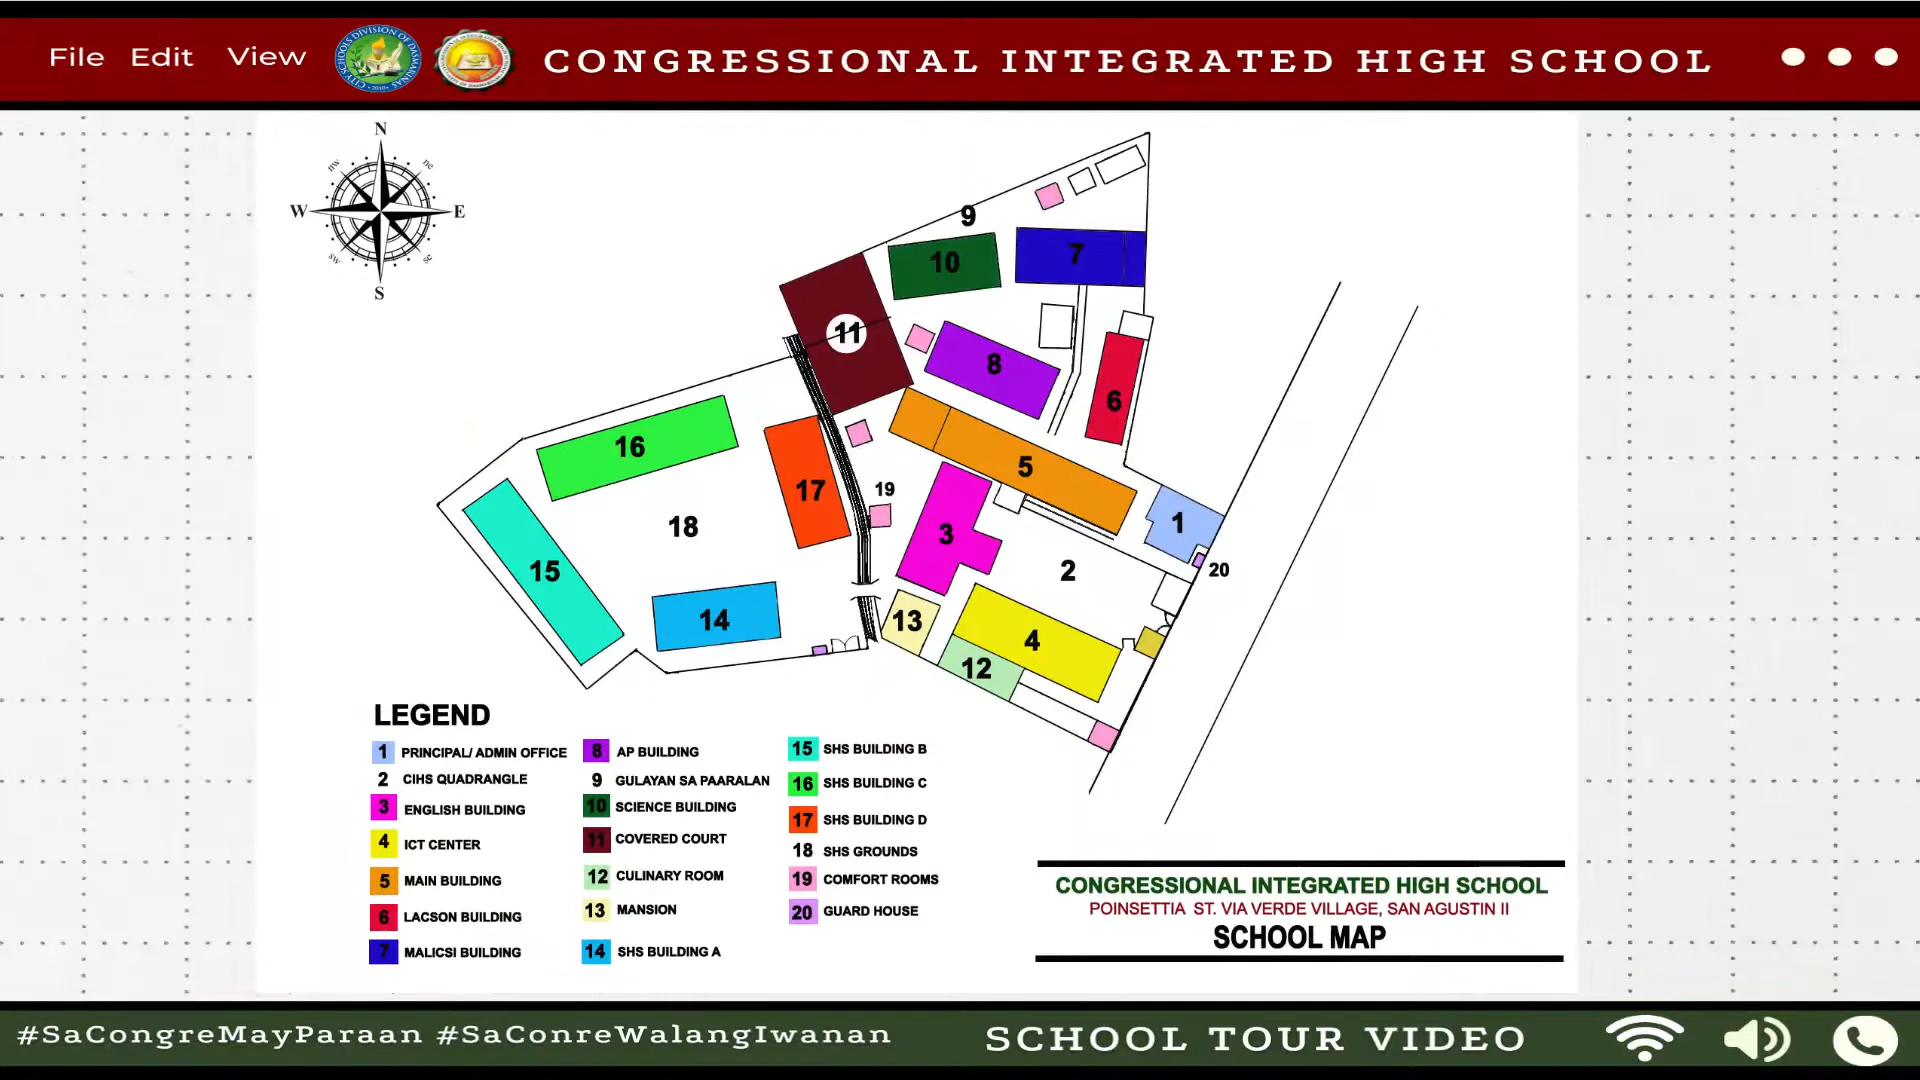 File Edit View
CONGRESSIONAL INTEGRATED HIGH SCHOOL
N
nw
ne
W
E
sw
se
S
9
10
7
11
8
6
16
5
17
19
18
3
1
15
2
20
14
13
4
12
LEGEND
1 PRINCIPAL/ ADMIN OFFICE
2 CIHS QUADRANGLE
3 ENGLISH BUILDING
4 ICT CENTER
5 MAIN BUILDING
6 LACSON BUILDING
7 MALICSI BUILDING
8 AP BUILDING
9 GULAYAN SA PAARALAN
10 SCIENCE BUILDING
11 COVERED COURT
12 CULINARY ROOM
13 MANSION
14 SHS BUILDING A
15 SHS BUILDING B
16 SHS BUILDING C
17 SHS BUILDING D
18 SHS GROUNDS
19 COMFORT ROOMS
20 GUARD HOUSE
CONGRESSIONAL INTEGRATED HIGH SCHOOL
POINSETTIA ST. VIA VERDE VILLAGE, SAN AGUSTIN II
SCHOOL MAP
#SaCongreMayParaan #SaConreWalangIwanan
SCHOOL TOUR VIDEO